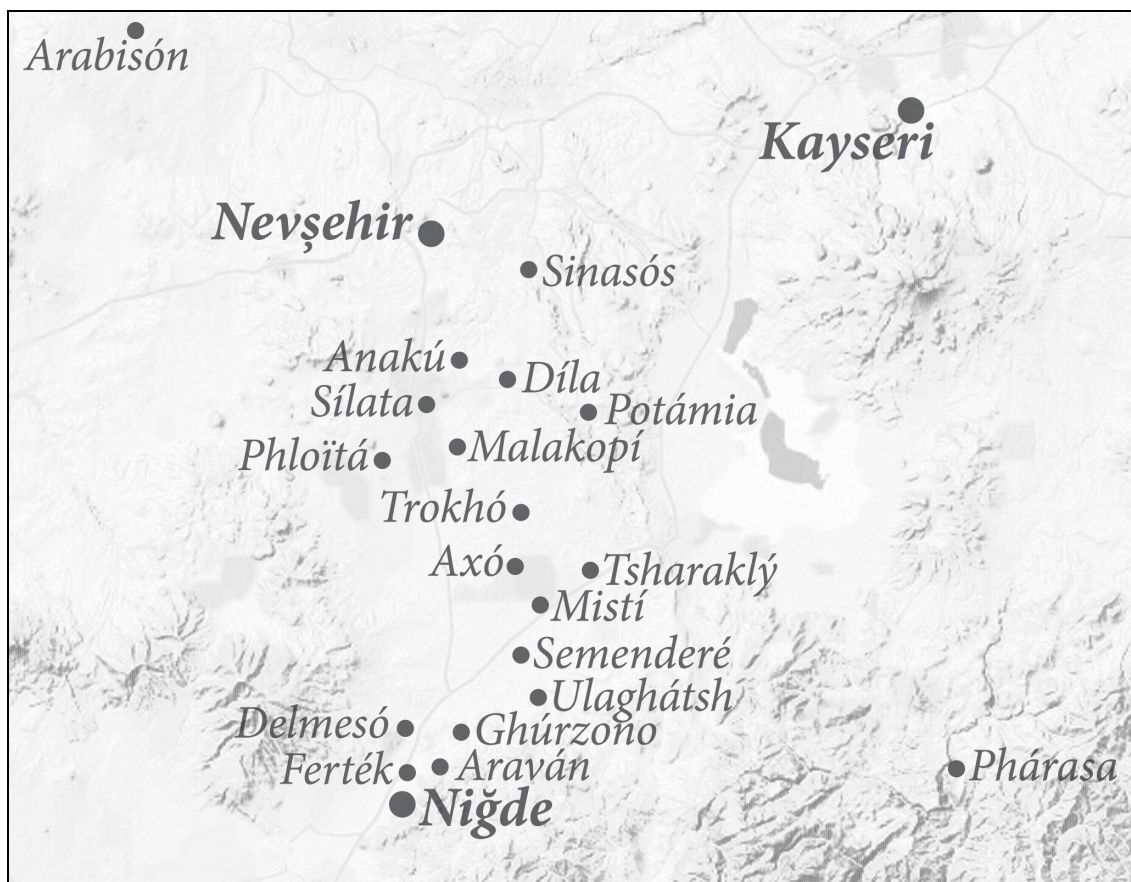 Arabisón
Kayseri
Nevșehir
Sinasós
Anakú
Díla
Sílata
Potámia
Malakopí
Phloïtá
Trokhó
Axó
Tsharaklý
Mistí
Semenderé
Ulaghátsh
Delmesó
Ghúrzono
Ferték
Araván
Phárasa
Niğde